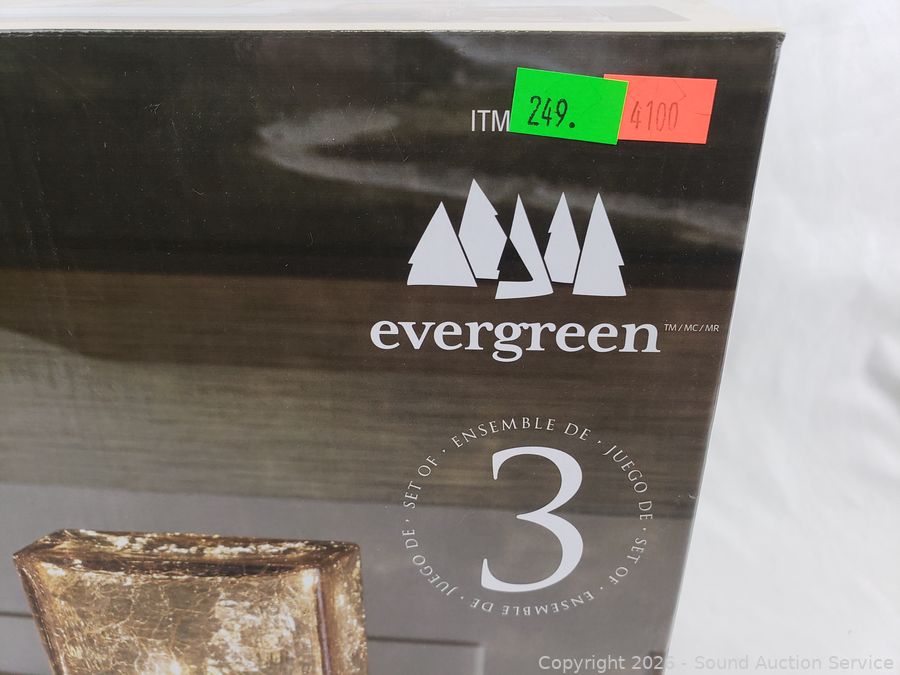 ITM
249.
4100
evergreen TM/MC/MR
· SET OF · ENSEMBLE DE · JUEGO DE · SET OF · ENSEMBLE DE · JUEGO DE
3
Copyright 2026 - Sound Auction Service